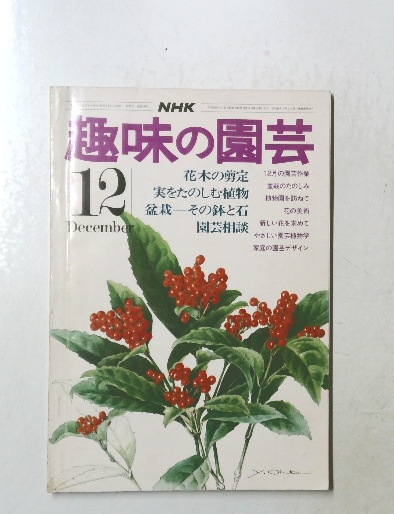 NHK
趣味の園芸
12
December
花木の剪定
実をたのしむ植物
盆栽―その鉢と石
園芸相談
12月の園芸作業
盆栽のたのしみ
植物園を訪ねて
花の美術
新しい花を求めて
やさしい園芸植物学
家庭の園芸デザイン